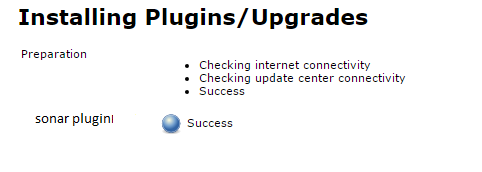 Installing Plugins/Upgrades
Preparation
Checking internet connectivity
Checking update center connectivity
Success
sonar plugin
Success